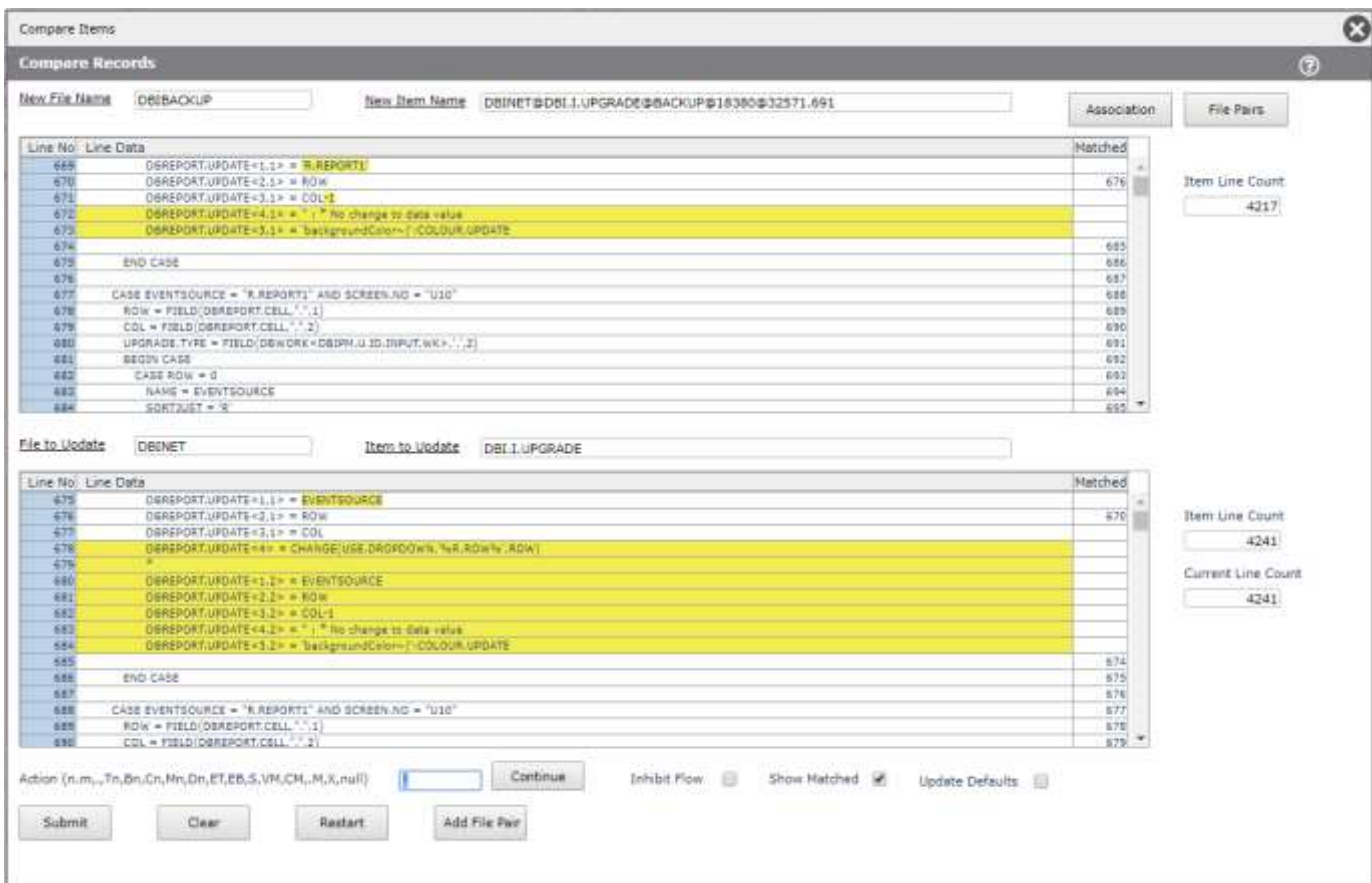 Compare Items
Compare Records
New File Name DBIBACKUP New Item Name DBINET@DBI.I.UPGRADE@BACKUP@18380@32571.691 Association File Pairs
Line No Line Data Matched
669 DBREPORT.UPDATE<1,1> = 'R.REPORT1'
670 DBREPORT.UPDATE<2,1> = ROW 676
671 DBREPORT.UPDATE<3,1> = COL-1
672 DBREPORT.UPDATE<4,1> = '' ; * No change to data value
673 DBREPORT.UPDATE<5,1> = 'backgroundColor~[':COLOUR.UPDATE
674 685
675 END CASE 686
676 687
677 CASE EVENTSOURCE = "R.REPORT1" AND SCREEN.NO = "U10" 688
678 ROW = FIELD(DBREPORT.CELL,".",1) 689
679 COL = FIELD(DBREPORT.CELL,".",2) 690
680 UPGRADE.TYPE = FIELD(DBWORK<DBIPM.U.ID.INPUT.WK>,'.',2) 691
681 BEGIN CASE 692
682 CASE ROW = 0 693
683 NAME = EVENTSOURCE 694
684 SORTJUST = 'R' 695
Item Line Count
4217
File to Update DBINET Item to Update DBI.I.UPGRADE
Line No Line Data Matched
675 DBREPORT.UPDATE<1,1> = EVENTSOURCE
676 DBREPORT.UPDATE<2,1> = ROW 670
677 DBREPORT.UPDATE<3,1> = COL
678 DBREPORT.UPDATE<4> = CHANGE(USE.DROPDOWN,'%R.ROW%',ROW)
679 *
680 DBREPORT.UPDATE<1,2> = EVENTSOURCE
681 DBREPORT.UPDATE<2,2> = ROW
682 DBREPORT.UPDATE<3,2> = COL-1
683 DBREPORT.UPDATE<4,2> = '' ; * No change to data value
684 DBREPORT.UPDATE<5,2> = 'backgroundColor~[':COLOUR.UPDATE
685 674
686 END CASE 675
687 676
688 CASE EVENTSOURCE = "R.REPORT1" AND SCREEN.NO = "U10" 677
689 ROW = FIELD(DBREPORT.CELL,".",1) 678
690 COL = FIELD(DBREPORT.CELL,".",2) 679
Item Line Count
4241
Current Line Count
4241
Action (n.m,.,Tn,Bn,Cn,Mn,Dn,ET,EB,S,VM,CM,.M,X,null) Continue Inhibit Flow Show Matched Update Defaults
Submit Clear Restart Add File Pair